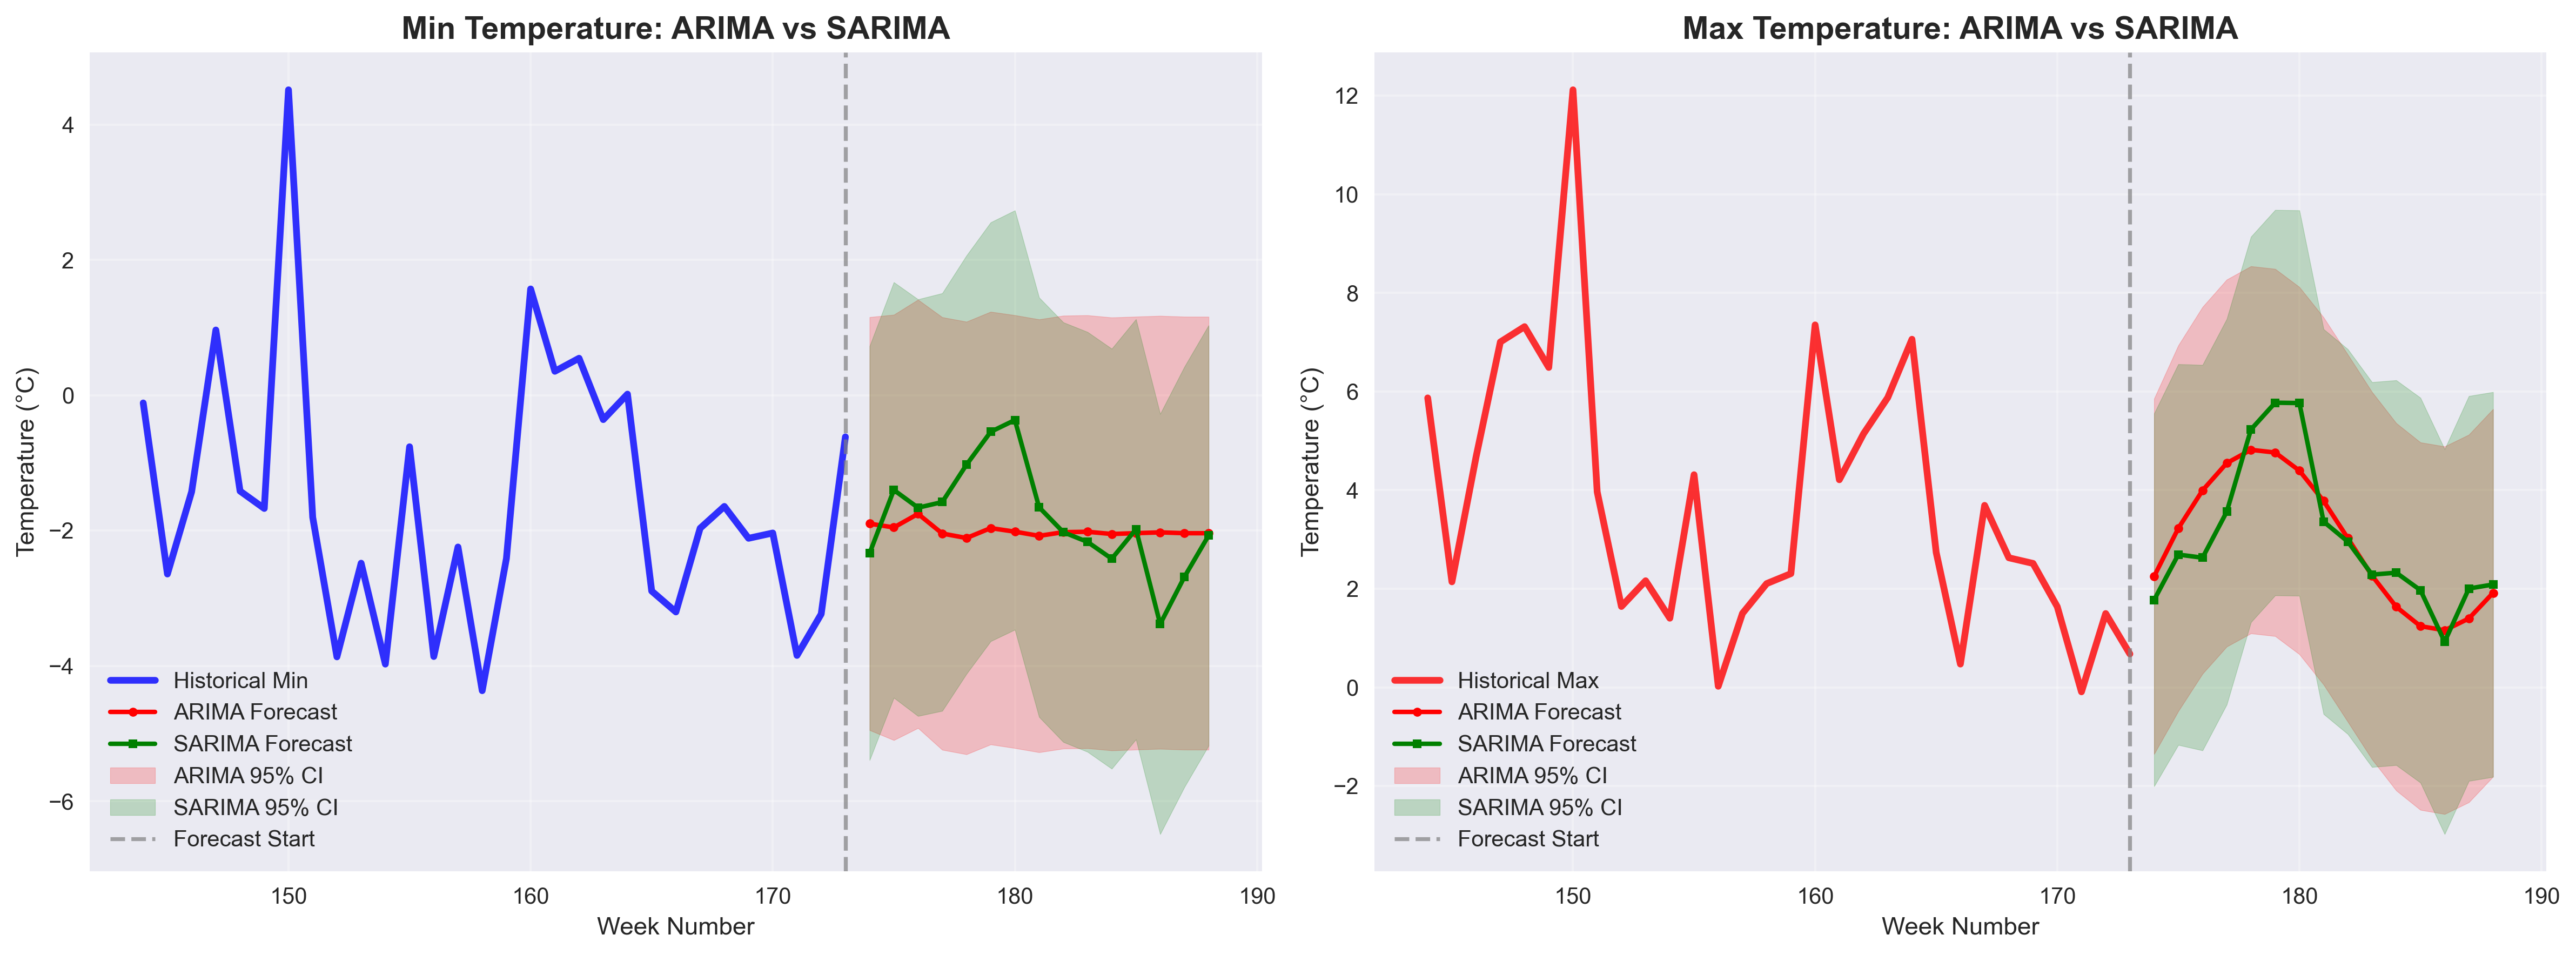 Min Temperature: ARIMA vs SARIMA
Temperature (°C)
4
2
0
−2
−4
−6
Historical Min
ARIMA Forecast
SARIMA Forecast
ARIMA 95% CI
SARIMA 95% CI
Forecast Start
150
160
170
180
190
Week Number
Max Temperature: ARIMA vs SARIMA
Temperature (°C)
12
10
8
6
4
2
0
−2
Historical Max
ARIMA Forecast
SARIMA Forecast
ARIMA 95% CI
SARIMA 95% CI
Forecast Start
150
160
170
180
190
Week Number